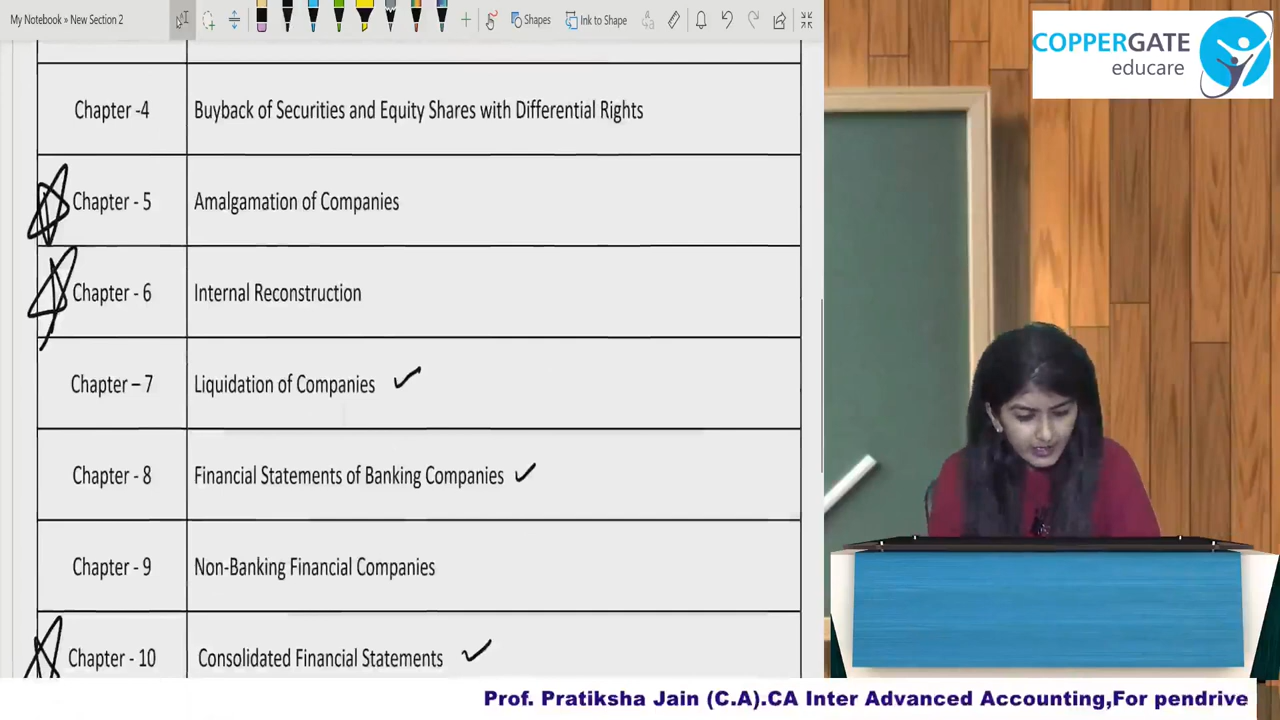 My Notebook » New Section 2
Shapes
Ink to Shape
COPPERGATE
educare
Chapter -4 Buyback of Securities and Equity Shares with Differential Rights
Chapter - 5 Amalgamation of Companies
Chapter - 6 Internal Reconstruction
Chapter – 7 Liquidation of Companies
Chapter - 8 Financial Statements of Banking Companies
Chapter - 9 Non-Banking Financial Companies
Chapter - 10 Consolidated Financial Statements
Prof. Pratiksha Jain (C.A).CA Inter Advanced Accounting,For pendrive